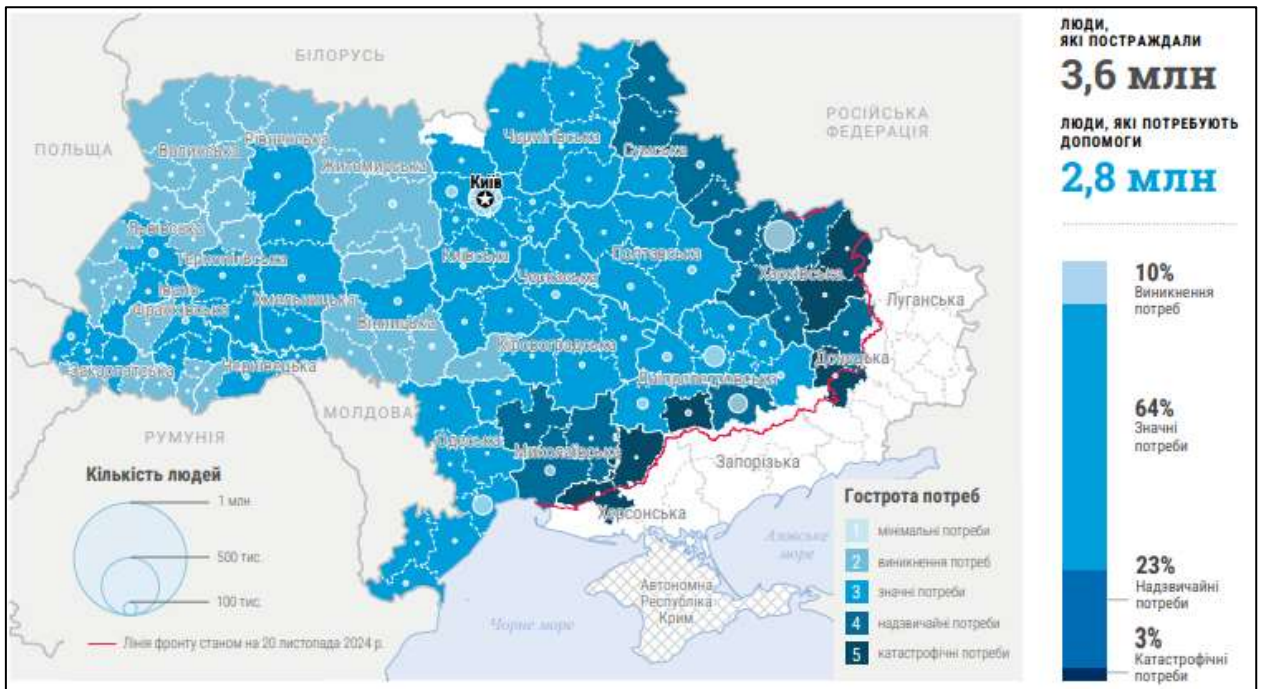 БІЛОРУСЬ
ПОЛЬЩА
РОСІЙСЬКА
ФЕДЕРАЦІЯ
Волинська
Рівненська
Житомирська
Чернігівська
Сумська
Київ
Львівська
Тернопільська
Київська
Черкаська
Полтавська
Харківська
Луганська
Івано-
Франківська
Хмельницька
Вінницька
Кіровоградська
Донецька
Закарпатська
Чернівецька
Дніпропетровська
МОЛДОВА
РУМУНІЯ
Одеська
Миколаївська
Запорізька
Херсонська
Азовське
море
Автономна
Республіка
Крим
Чорне море
Кількість людей
1 млн
500 тис.
100 тис.
Лінія фронту станом на 20 листопада 2024 р.
Гострота потреб
1 мінімальні потреби
2 виникнення потреб
3 значні потреби
4 надзвичайні потреби
5 катастрофічні потреби
ЛЮДИ,
ЯКІ ПОСТРАЖДАЛИ
3,6 млн
ЛЮДИ, ЯКІ ПОТРЕБУЮТЬ
ДОПОМОГИ
2,8 млн
10%
Виникнення
потреб
64%
Значні
потреби
23%
Надзвичайні
потреби
3%
Катастрофічні
потреби